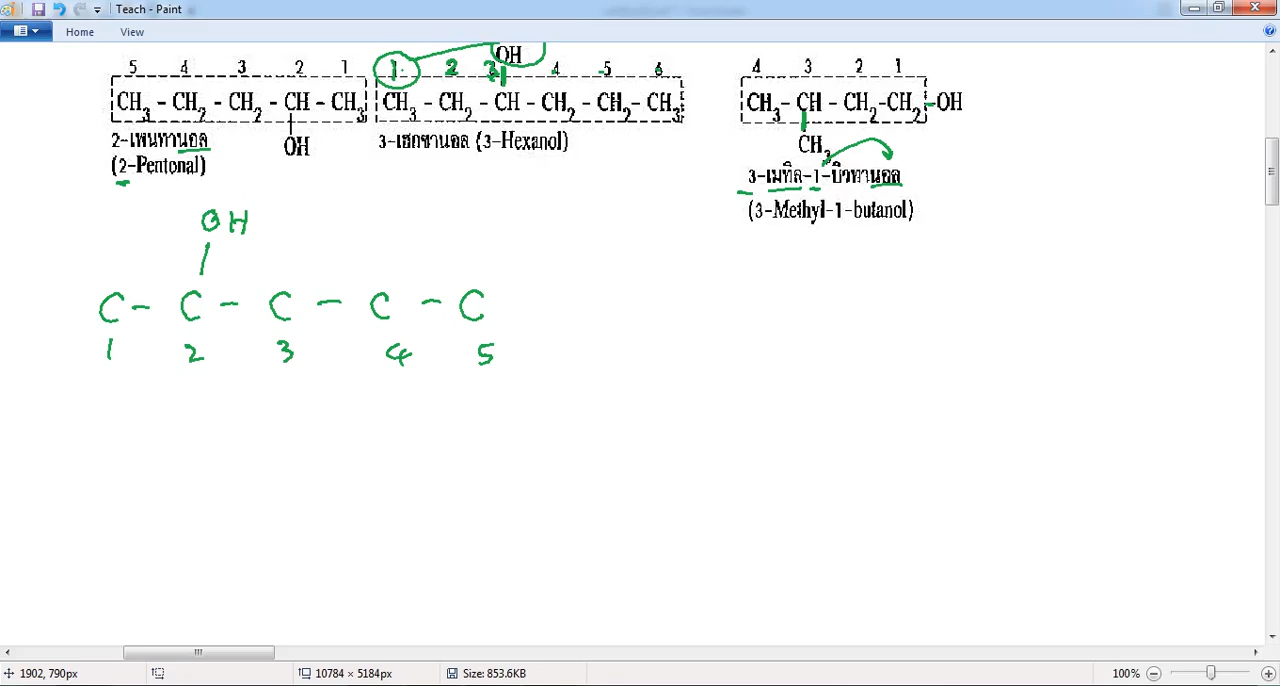 Teach - Paint
Home View
OH
5 4 3 2 1 1 2 3 4 5 6 4 3 2 1
CH3 - CH2 - CH2 - CH - CH3 CH3 - CH2 - CH - CH2 - CH2 - CH3 CH3 - CH - CH2 - CH2 - OH
OH CH3
2-เพนทานอล 3-เฮกซานอล (3-Hexanol)
(2-Pentonal) 3-เมทิล-1-บิวทานอล
(3-Methyl-1-butanol)
OH
C - C - C - C - C
1 2 3 4 5
1902, 790px 10784 × 5184px Size: 853.6KB 100%